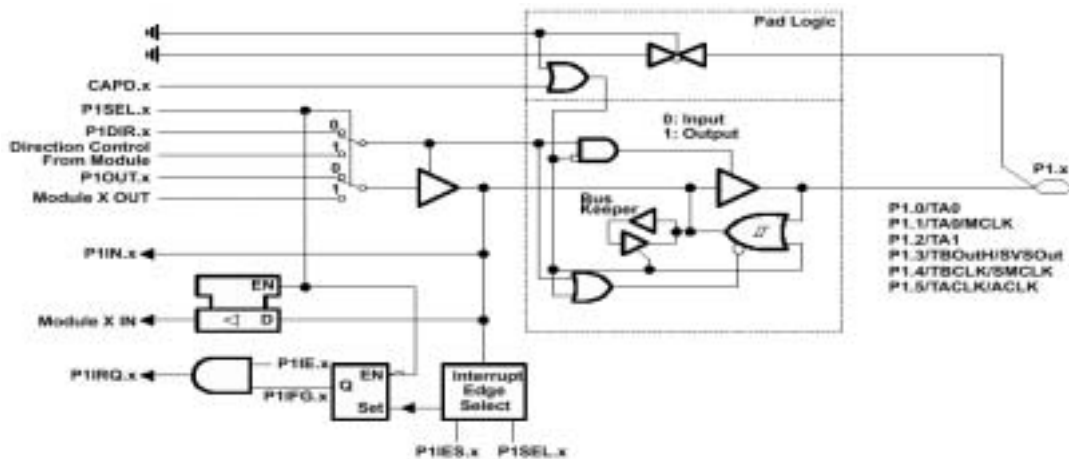 Pad Logic
CAPD.x
P1SEL.x
P1DIR.x
0
Direction Control
From Module
1
P1OUT.x
0
Module X OUT
1
0: Input
1: Output
P1.x
Bus
Keeper
P1.0/TA0
P1.1/TA0/MCLK
P1.2/TA1
P1.3/TBOutH/SVSOut
P1.4/TBCLK/SMCLK
P1.5/TACLK/ACLK
P1IN.x
EN
Module X IN
D
P1IRQ.x
P1IE.x
P1IFG.x
Q
EN
Set
Interrupt
Edge
Select
P1IES.x
P1SEL.x